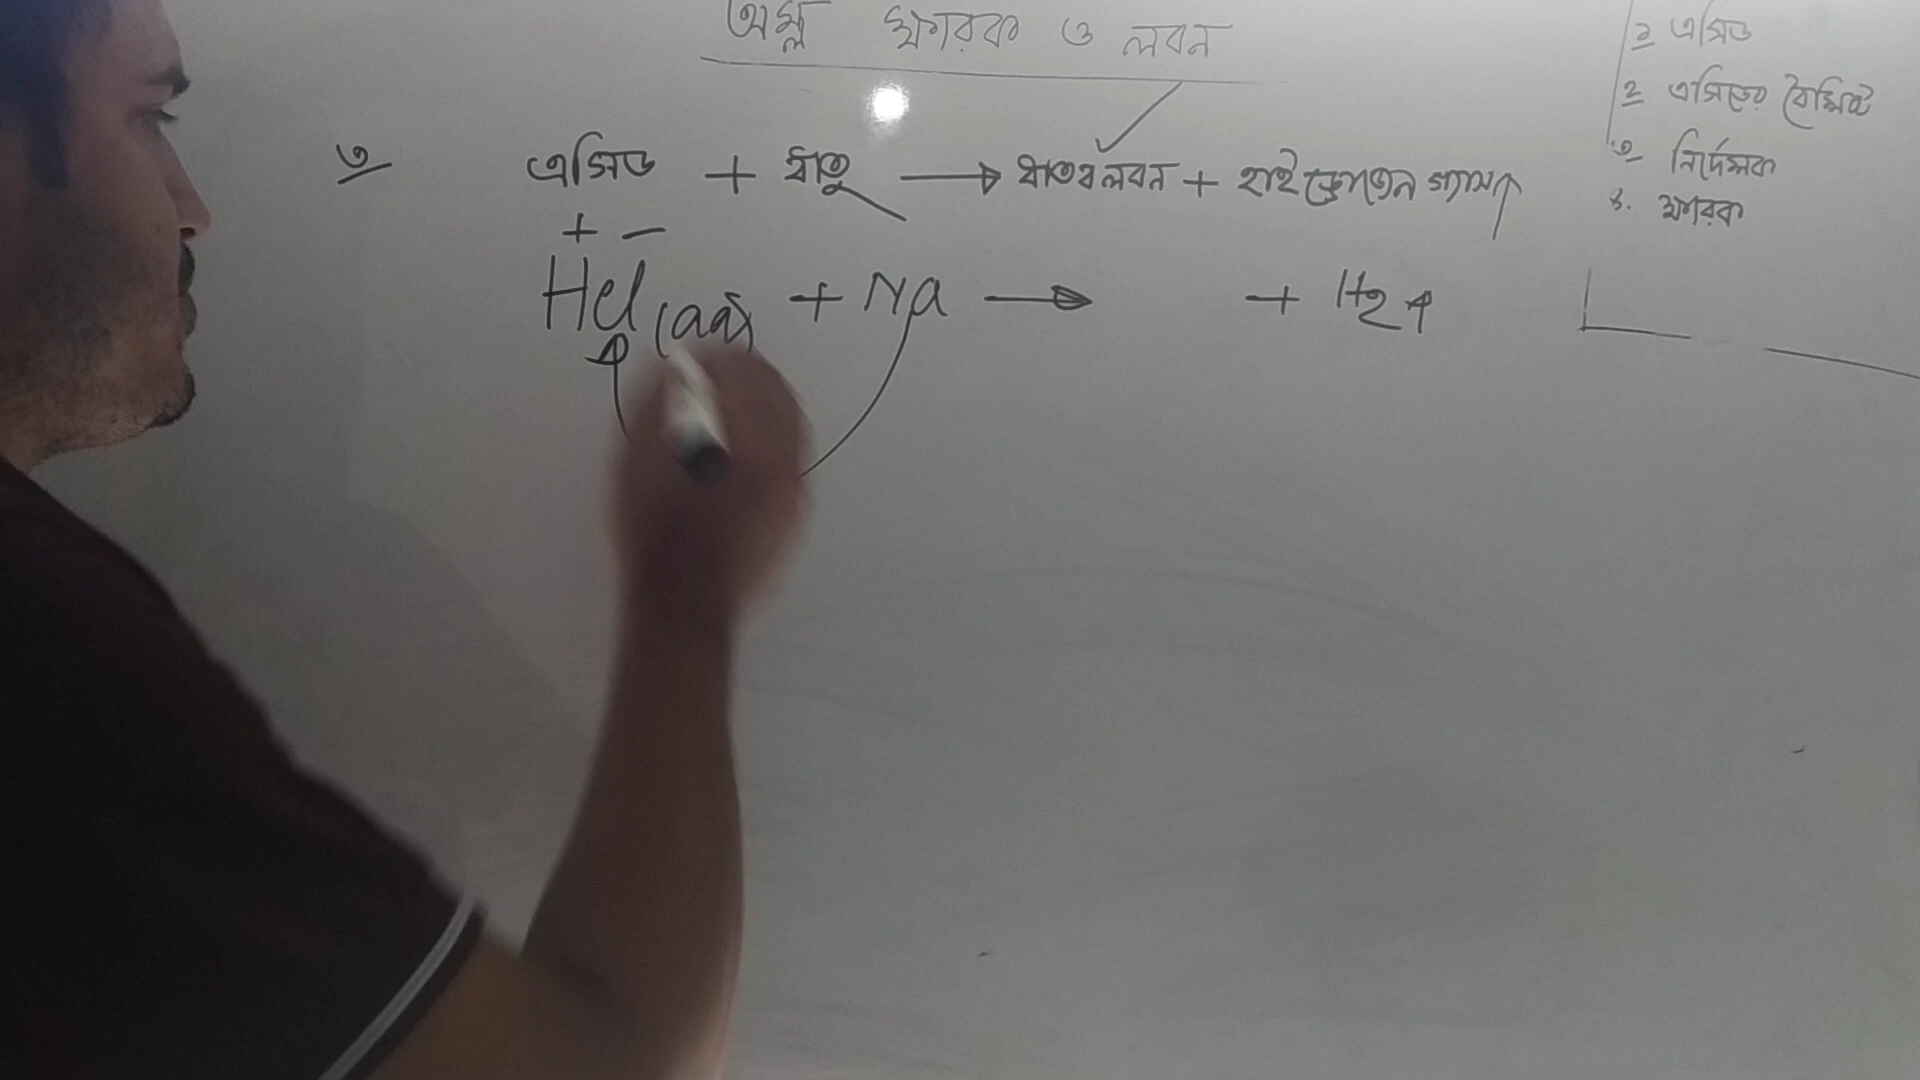 অম্ল ক্ষারক ও লবন
৩ এসিড + ধাতু → ধাতব লবন + হাইড্রোজেন গ্যাস↑
+ −
HCl(aq) + Na → + H2↑
১ এসিড
২ এসিডের বৈশিষ্ট
৩ নির্দেশক
৪. ক্ষারক